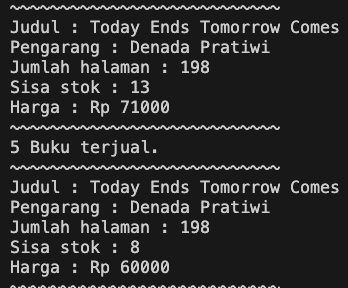 ~~~~~~~~~~~~~~~~~~~~~~~~~~~
Judul : Today Ends Tomorrow Comes
Pengarang : Denada Pratiwi
Jumlah halaman : 198
Sisa stok : 13
Harga : Rp 71000
~~~~~~~~~~~~~~~~~~~~~~~~~~~
5 Buku terjual.
~~~~~~~~~~~~~~~~~~~~~~~~~~~
Judul : Today Ends Tomorrow Comes
Pengarang : Denada Pratiwi
Jumlah halaman : 198
Sisa stok : 8
Harga : Rp 60000
~~~~~~~~~~~~~~~~~~~~~~~~~~~